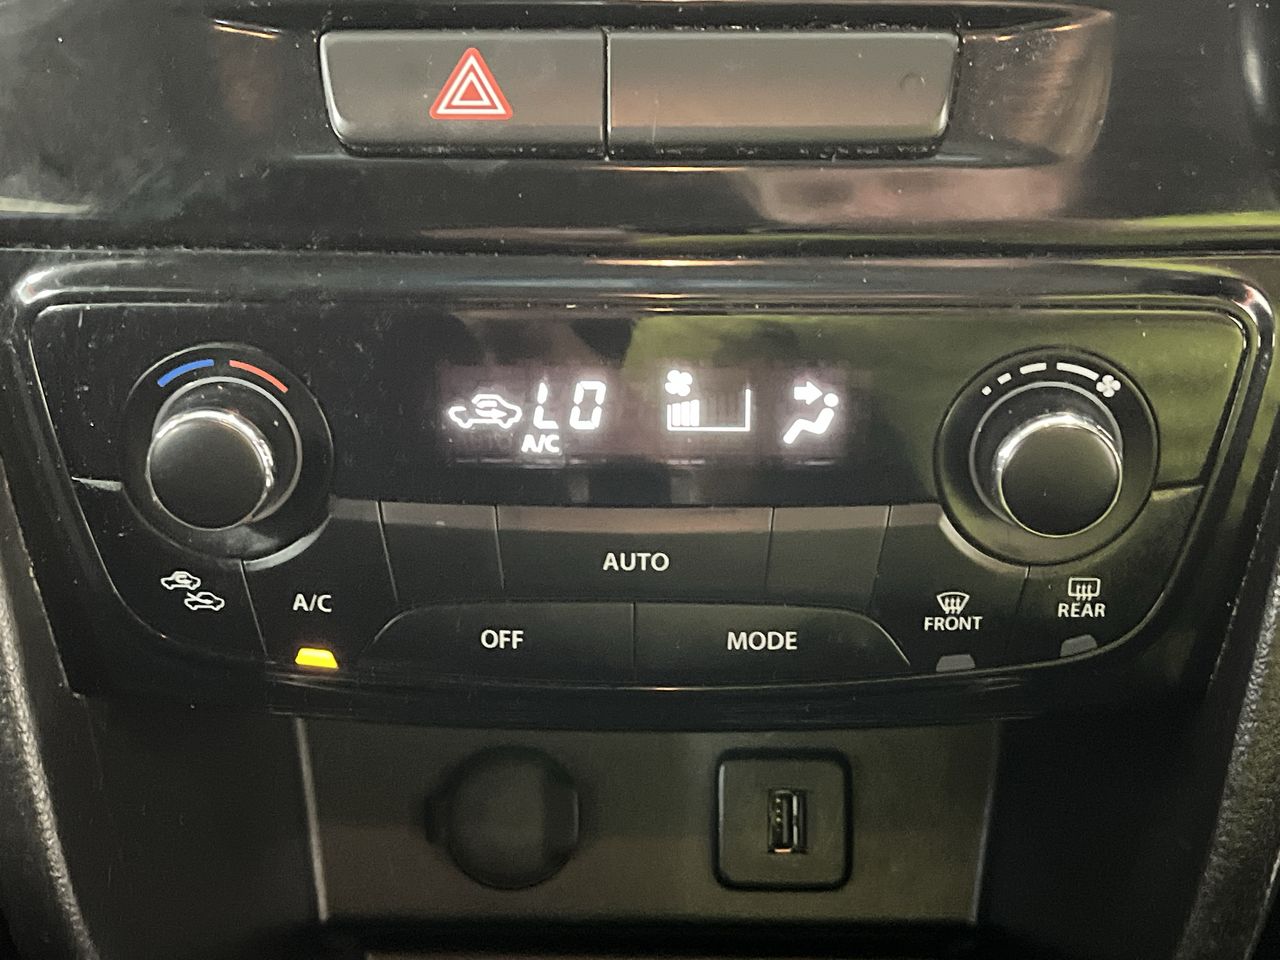 LO
A/C
AUTO
A/C
OFF
MODE
FRONT
REAR